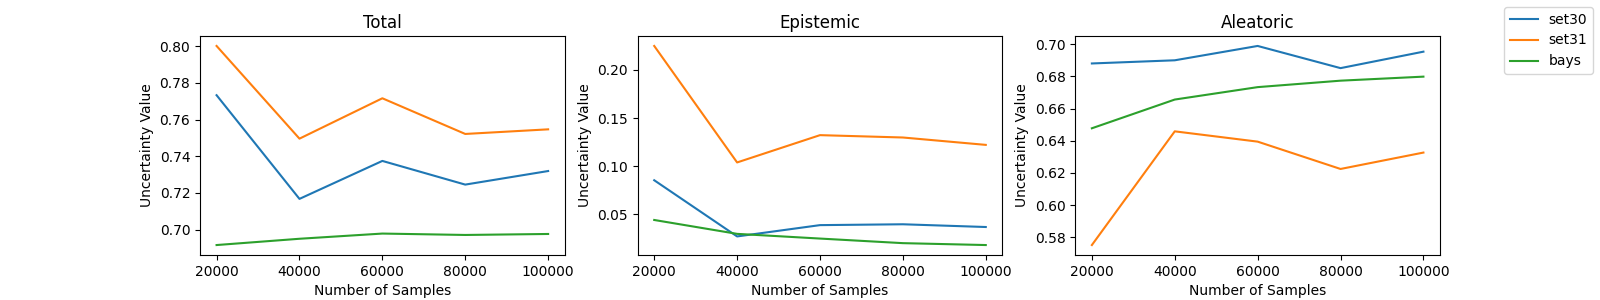 Total
Uncertainty Value
0.80
0.78
0.76
0.74
0.72
0.70
20000 40000 60000 80000 100000
Number of Samples
Epistemic
Uncertainty Value
0.20
0.15
0.10
0.05
20000 40000 60000 80000 100000
Number of Samples
Aleatoric
Uncertainty Value
0.70
0.68
0.66
0.64
0.62
0.60
0.58
20000 40000 60000 80000 100000
Number of Samples
set30
set31
bays